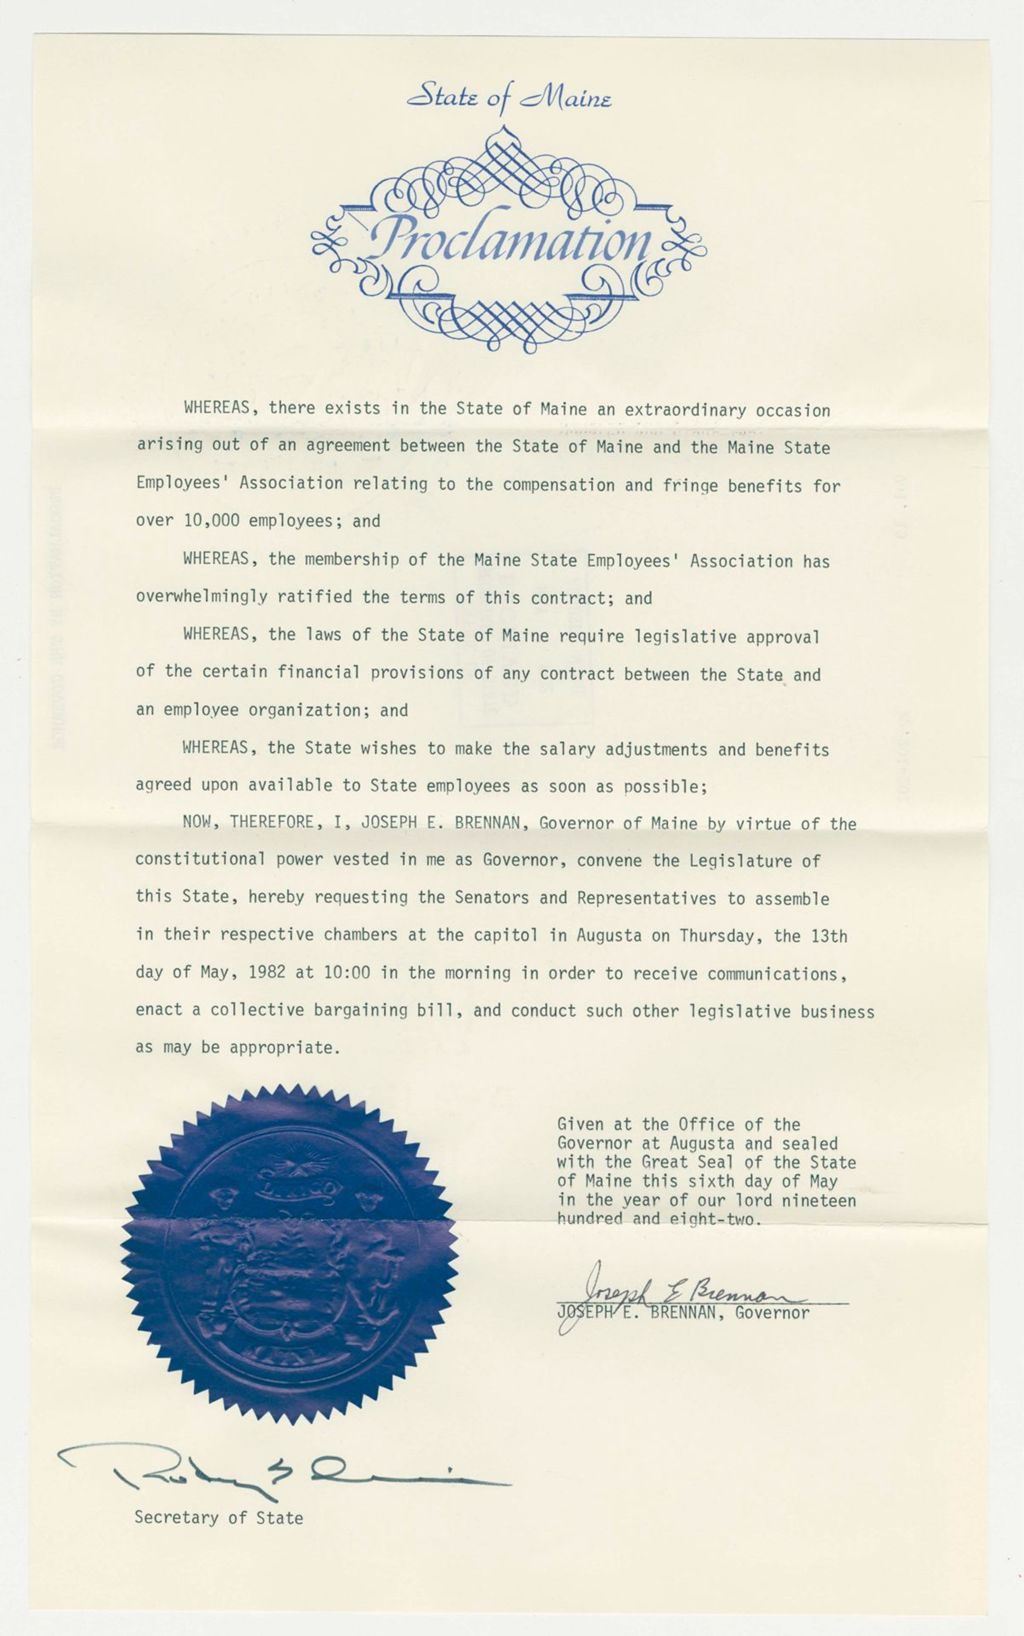 State of Maine
Proclamation
WHEREAS, there exists in the State of Maine an extraordinary occasion
arising out of an agreement between the State of Maine and the Maine State
Employees' Association relating to the compensation and fringe benefits for
over 10,000 employees; and
WHEREAS, the membership of the Maine State Employees' Association has
overwhelmingly ratified the terms of this contract; and
WHEREAS, the laws of the State of Maine require legislative approval
of the certain financial provisions of any contract between the State and
an employee organization; and
WHEREAS, the State wishes to make the salary adjustments and benefits
agreed upon available to State employees as soon as possible;
NOW, THEREFORE, I, JOSEPH E. BRENNAN, Governor of Maine by virtue of the
constitutional power vested in me as Governor, convene the Legislature of
this State, hereby requesting the Senators and Representatives to assemble
in their respective chambers at the capitol in Augusta on Thursday, the 13th
day of May, 1982 at 10:00 in the morning in order to receive communications,
enact a collective bargaining bill, and conduct such other legislative business
as may be appropriate.
Given at the Office of the
Governor at Augusta and sealed
with the Great Seal of the State
of Maine this sixth day of May
in the year of our lord nineteen
hundred and eight-two.
Joseph E Brennan
JOSEPH E. BRENNAN, Governor
Secretary of State